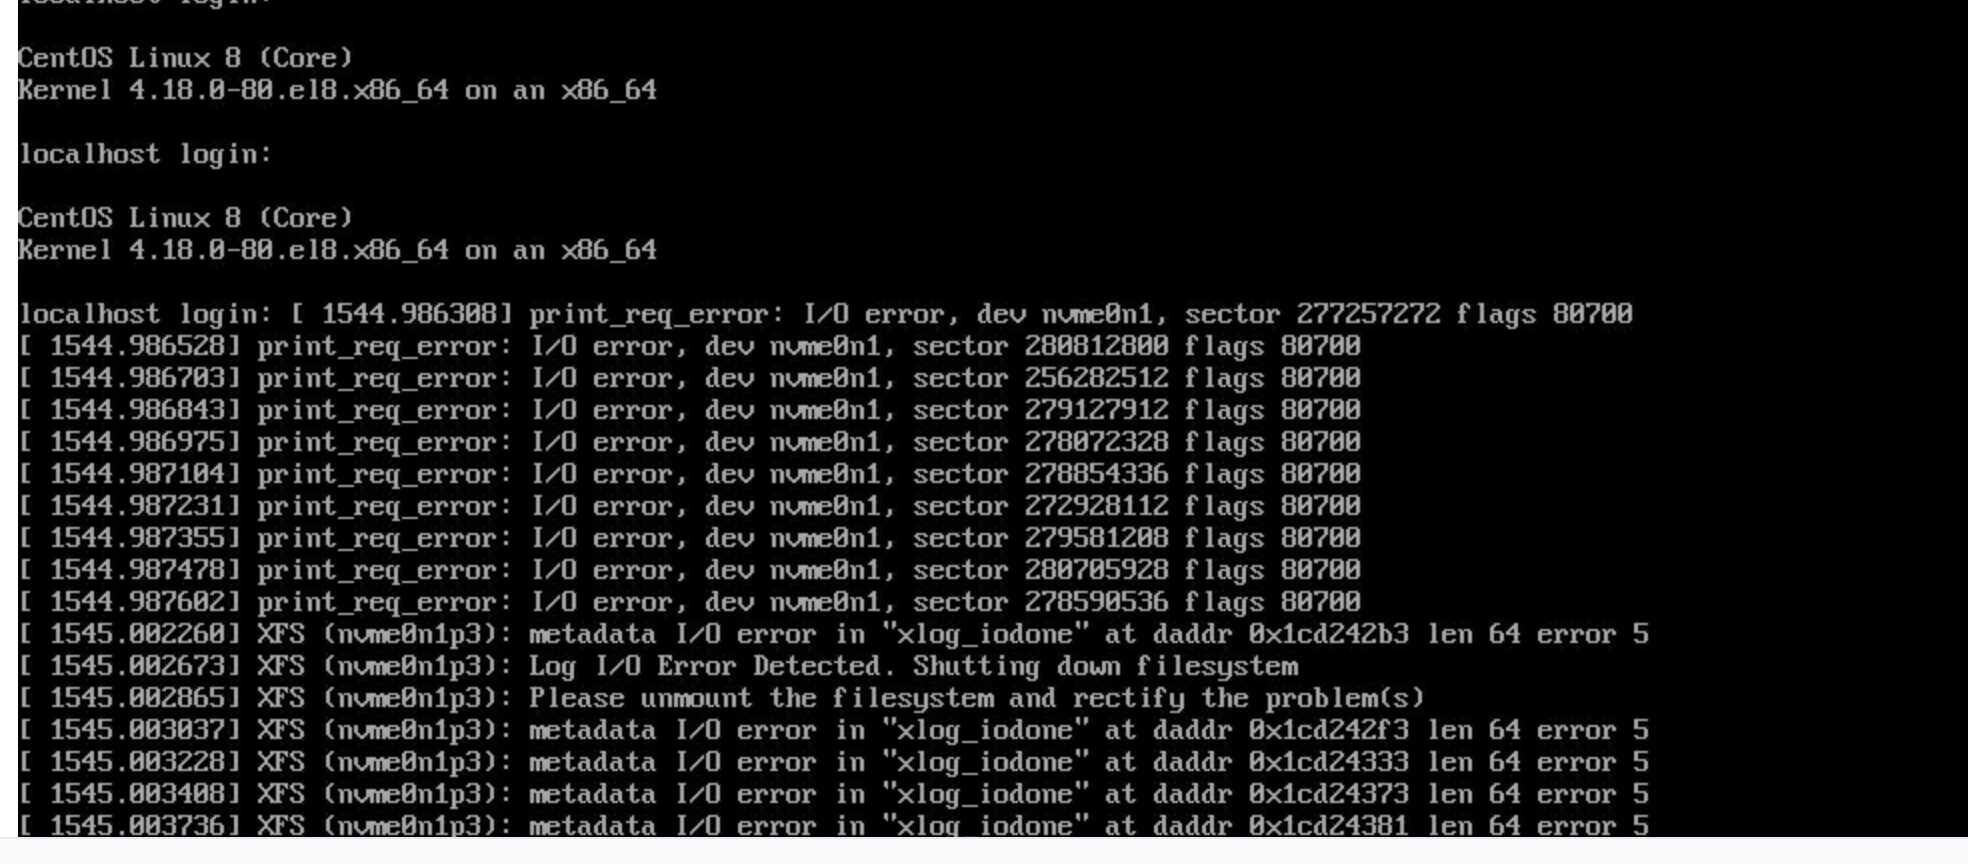 localhost login:
CentOS Linux 8 (Core)
Kernel 4.18.0-80.el8.x86_64 on an x86_64
localhost login:
CentOS Linux 8 (Core)
Kernel 4.18.0-80.el8.x86_64 on an x86_64
localhost login: [ 1544.986308] print_req_error: I/O error, dev nvme0n1, sector 277257272 flags 80700
[ 1544.986528] print_req_error: I/O error, dev nvme0n1, sector 280812800 flags 80700
[ 1544.986703] print_req_error: I/O error, dev nvme0n1, sector 256282512 flags 80700
[ 1544.986843] print_req_error: I/O error, dev nvme0n1, sector 279127912 flags 80700
[ 1544.986975] print_req_error: I/O error, dev nvme0n1, sector 278072328 flags 80700
[ 1544.987104] print_req_error: I/O error, dev nvme0n1, sector 278854336 flags 80700
[ 1544.987231] print_req_error: I/O error, dev nvme0n1, sector 272928112 flags 80700
[ 1544.987355] print_req_error: I/O error, dev nvme0n1, sector 279581208 flags 80700
[ 1544.987478] print_req_error: I/O error, dev nvme0n1, sector 280705928 flags 80700
[ 1544.987602] print_req_error: I/O error, dev nvme0n1, sector 278590536 flags 80700
[ 1545.002260] XFS (nvme0n1p3): metadata I/O error in "xlog_iodone" at daddr 0x1cd242b3 len 64 error 5
[ 1545.002673] XFS (nvme0n1p3): Log I/O Error Detected. Shutting down filesystem
[ 1545.002865] XFS (nvme0n1p3): Please unmount the filesystem and rectify the problem(s)
[ 1545.003037] XFS (nvme0n1p3): metadata I/O error in "xlog_iodone" at daddr 0x1cd242f3 len 64 error 5
[ 1545.003228] XFS (nvme0n1p3): metadata I/O error in "xlog_iodone" at daddr 0x1cd24333 len 64 error 5
[ 1545.003408] XFS (nvme0n1p3): metadata I/O error in "xlog_iodone" at daddr 0x1cd24373 len 64 error 5
[ 1545.003736] XFS (nvme0n1p3): metadata I/O error in "xlog_iodone" at daddr 0x1cd24381 len 64 error 5